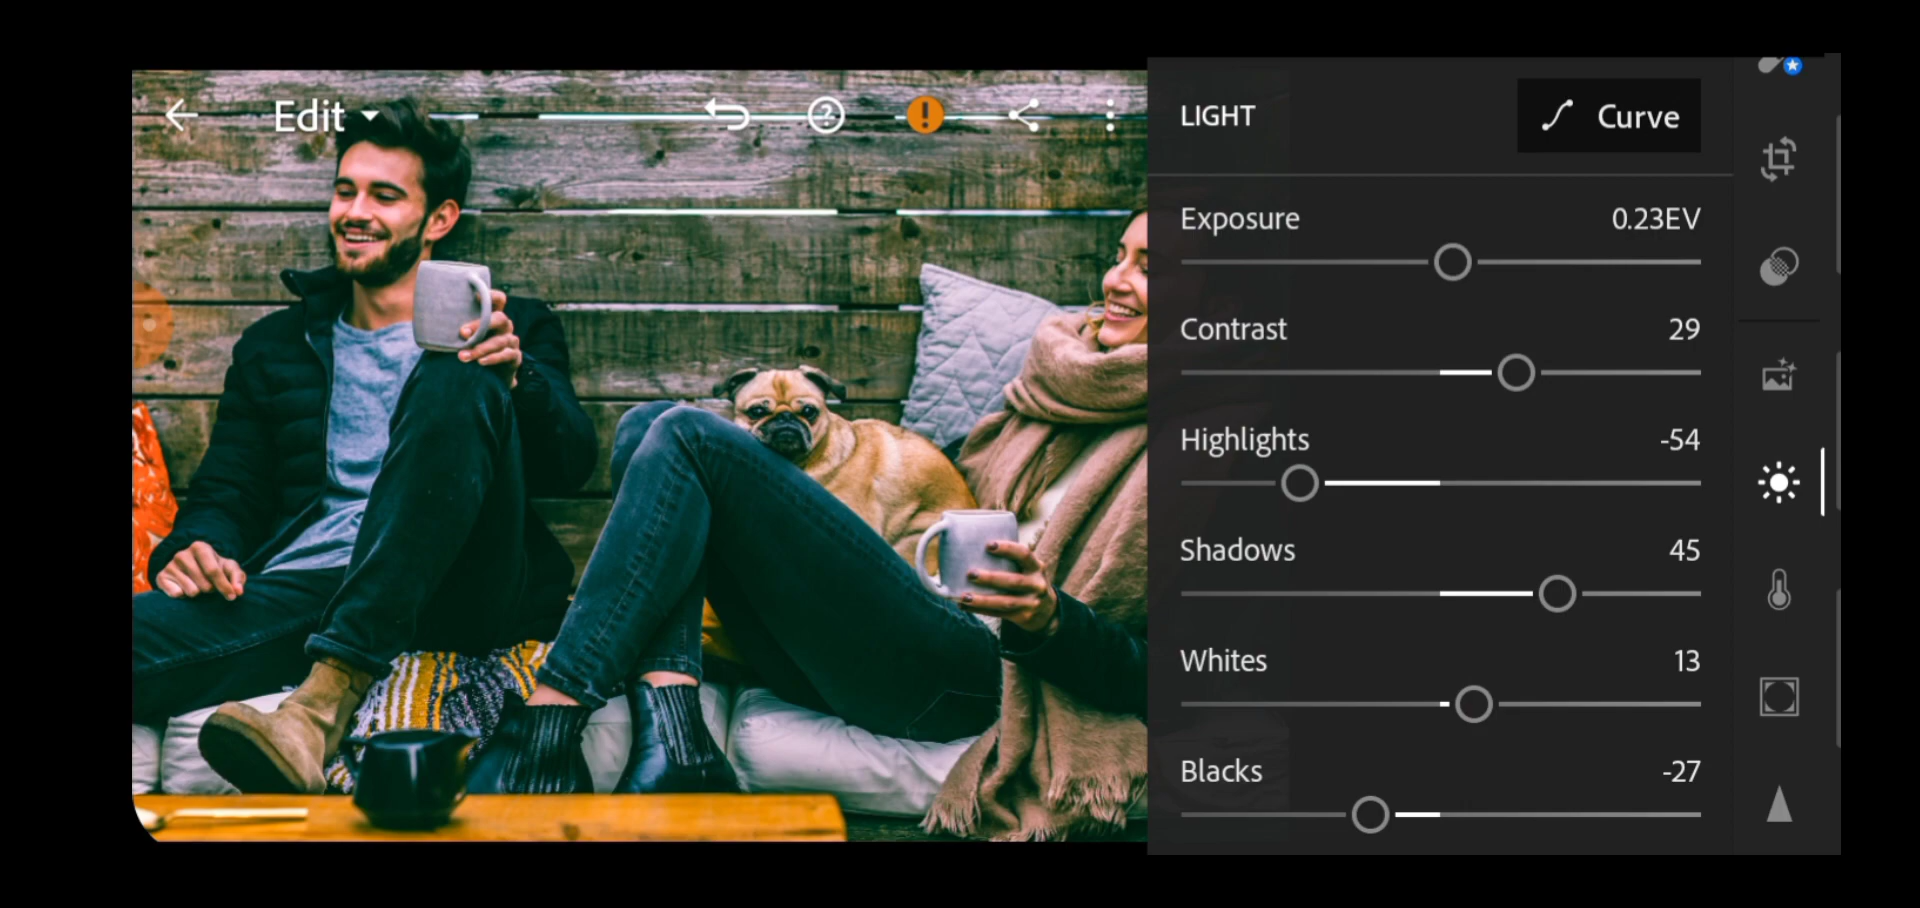 Edit
LIGHT
Curve
Exposure 0.23EV
Contrast 29
Highlights -54
Shadows 45
Whites 13
Blacks -27